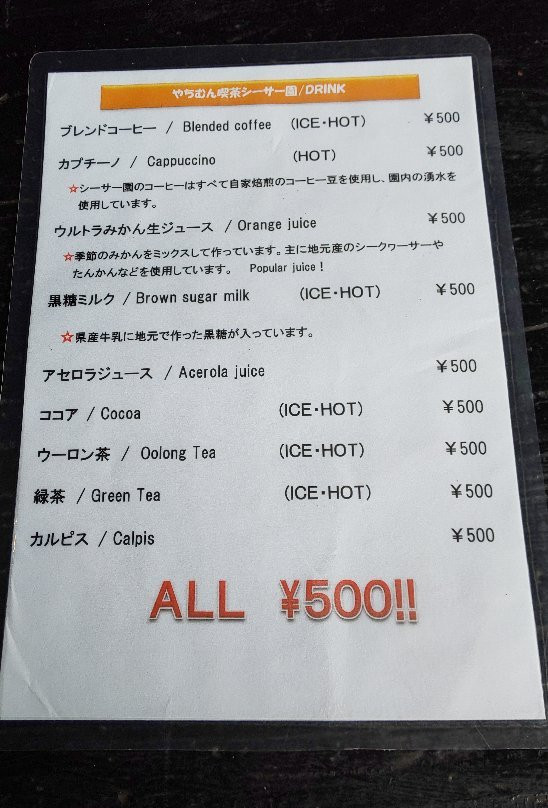 やちむん喫茶シーサー園/DRINK
ブレンドコーヒー / Blended coffee (ICE・HOT) ¥500
カプチーノ / Cappuccino (HOT) ¥500
☆シーサー園のコーヒーはすべて自家焙煎のコーヒー豆を使用し、園内の湧水を
使用しています。
ウルトラみかん生ジュース / Orange juice ¥500
☆季節のみかんをミックスして作っています。主に地元産のシークヮーサーや
たんかんなどを使用しています。 Popular juice!
黒糖ミルク / Brown sugar milk (ICE・HOT) ¥500
☆県産牛乳に地元で作った黒糖が入っています。
アセロラジュース / Acerola juice ¥500
ココア / Cocoa (ICE・HOT) ¥500
ウーロン茶 / Oolong Tea (ICE・HOT) ¥500
緑茶 / Green Tea (ICE・HOT) ¥500
カルピス / Calpis ¥500
ALL ¥500!!